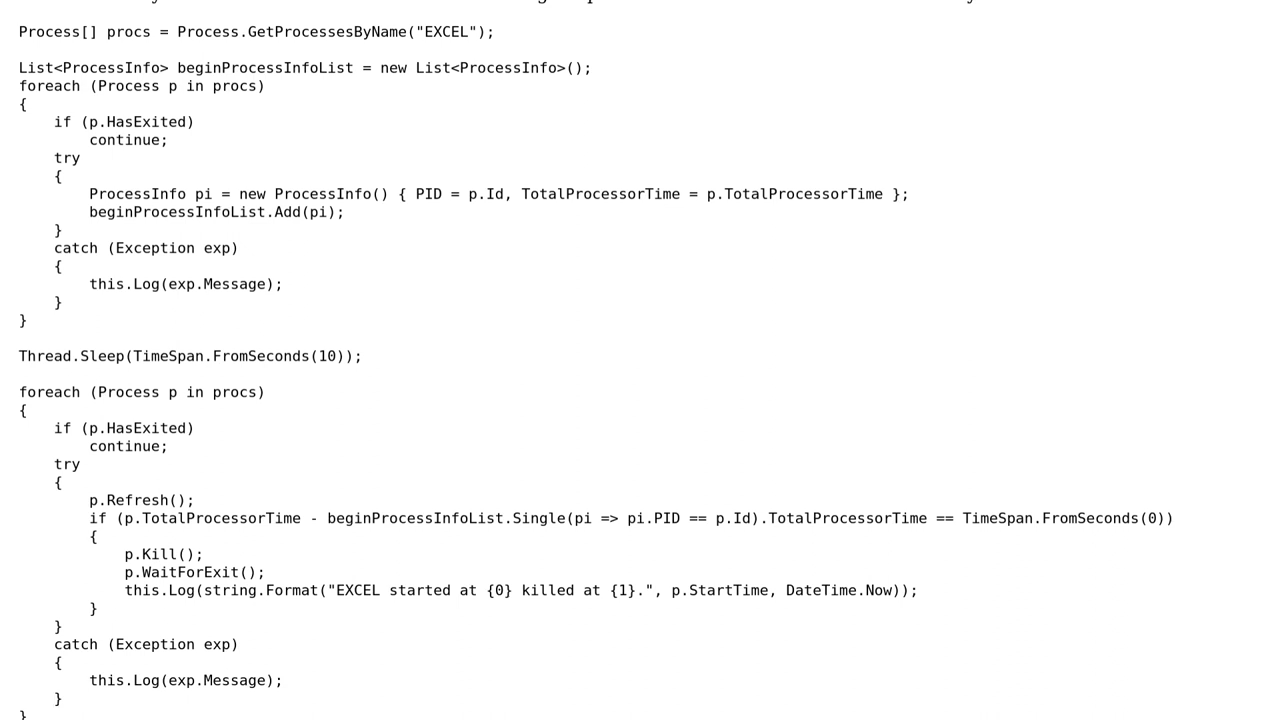 Process[] procs = Process.GetProcessesByName("EXCEL");
List<ProcessInfo> beginProcessInfoList = new List<ProcessInfo>();
foreach (Process p in procs)
{
    if (p.HasExited)
        continue;
    try
    {
        ProcessInfo pi = new ProcessInfo() { PID = p.Id, TotalProcessorTime = p.TotalProcessorTime };
        beginProcessInfoList.Add(pi);
    }
    catch (Exception exp)
    {
        this.Log(exp.Message);
    }
}
Thread.Sleep(TimeSpan.FromSeconds(10));
foreach (Process p in procs)
{
    if (p.HasExited)
        continue;
    try
    {
        p.Refresh();
        if (p.TotalProcessorTime - beginProcessInfoList.Single(pi => pi.PID == p.Id).TotalProcessorTime == TimeSpan.FromSeconds(0))
        {
            p.Kill();
            p.WaitForExit();
            this.Log(string.Format("EXCEL started at {0} killed at {1}.", p.StartTime, DateTime.Now));
        }
    }
    catch (Exception exp)
    {
        this.Log(exp.Message);
    }
}